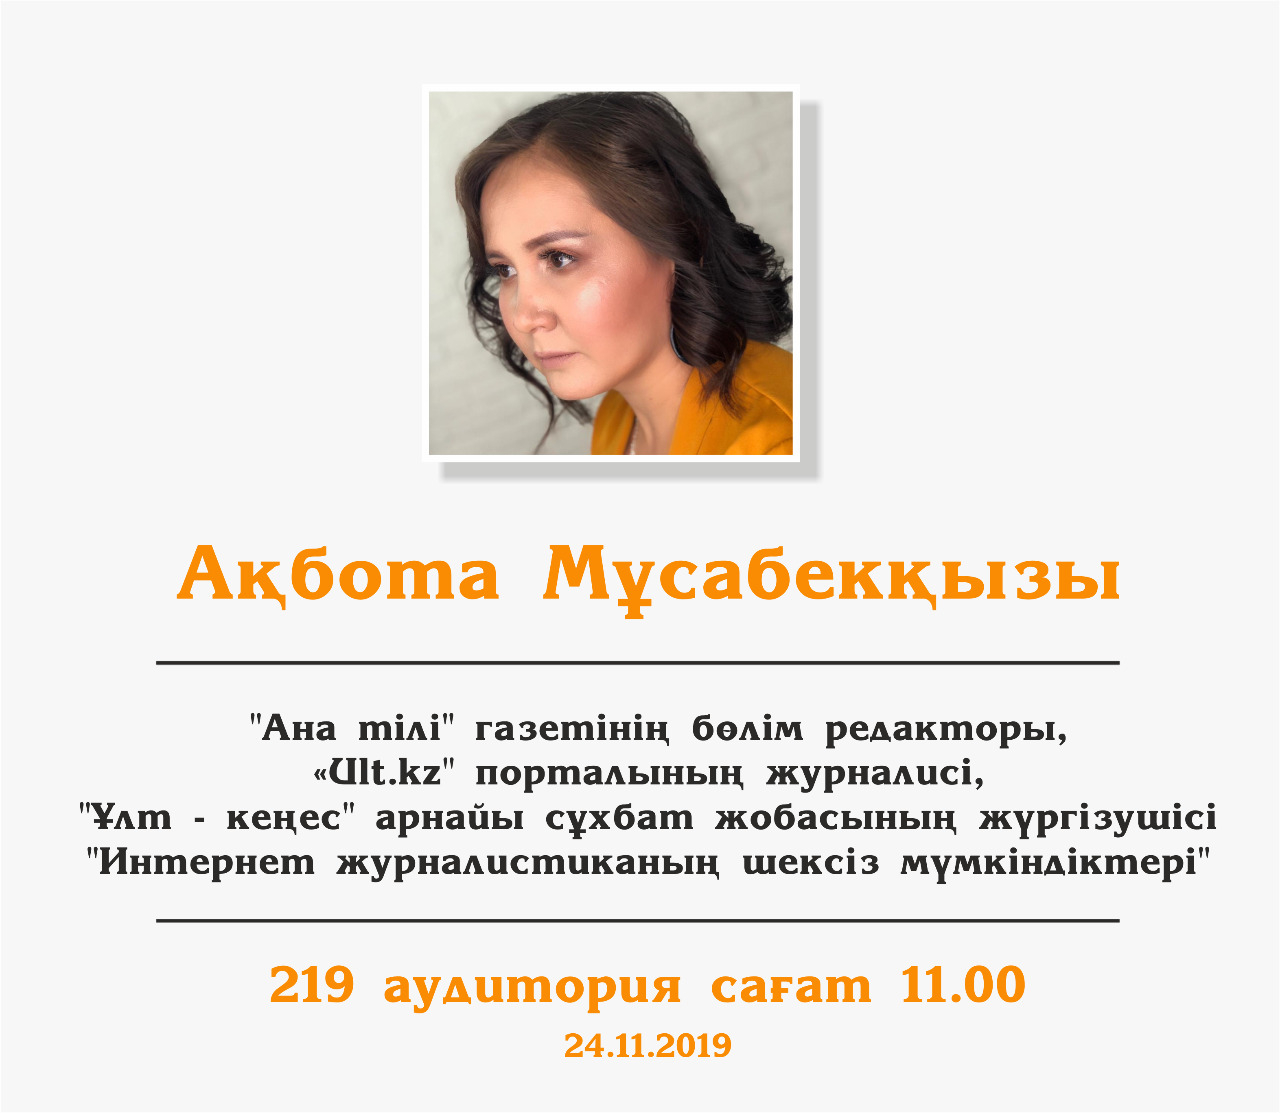 Ақбота Мұсабекқызы
"Ана тілі" газетінің бөлім редакторы,
«Ult.kz" порталының журналисі,
"Ұлт - кеңес" арнайы сұхбат жобасының жүргізушісі
"Интернет журналистиканың шексіз мүмкіндіктері"
219 аудитория сағат 11.00
24.11.2019